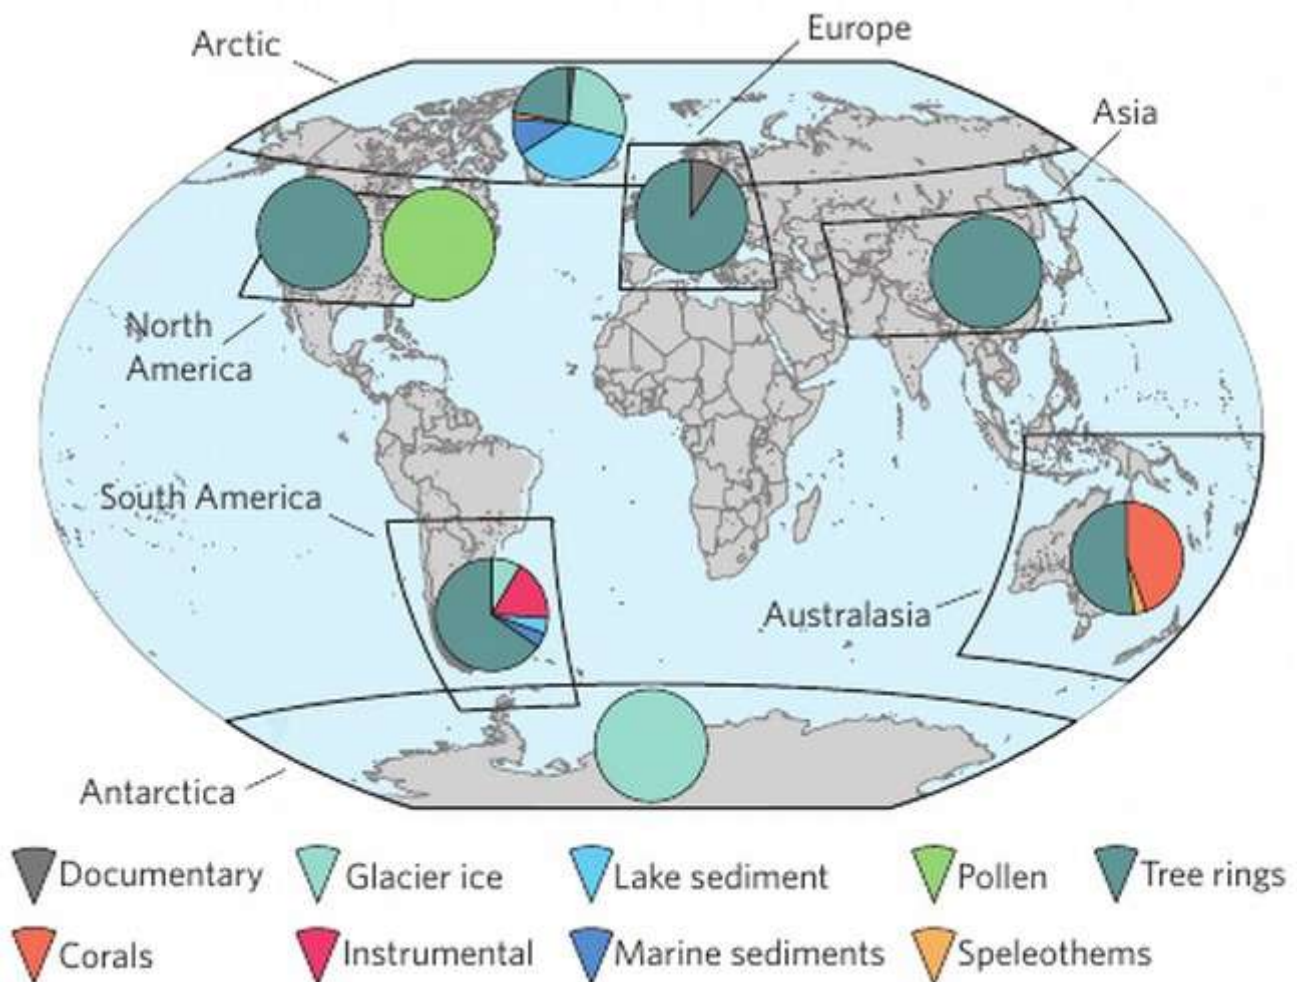 Arctic
Europe
Asia
North
America
South America
Australasia
Antarctica
Documentary
Glacier ice
Lake sediment
Pollen
Tree rings
Corals
Instrumental
Marine sediments
Speleothems